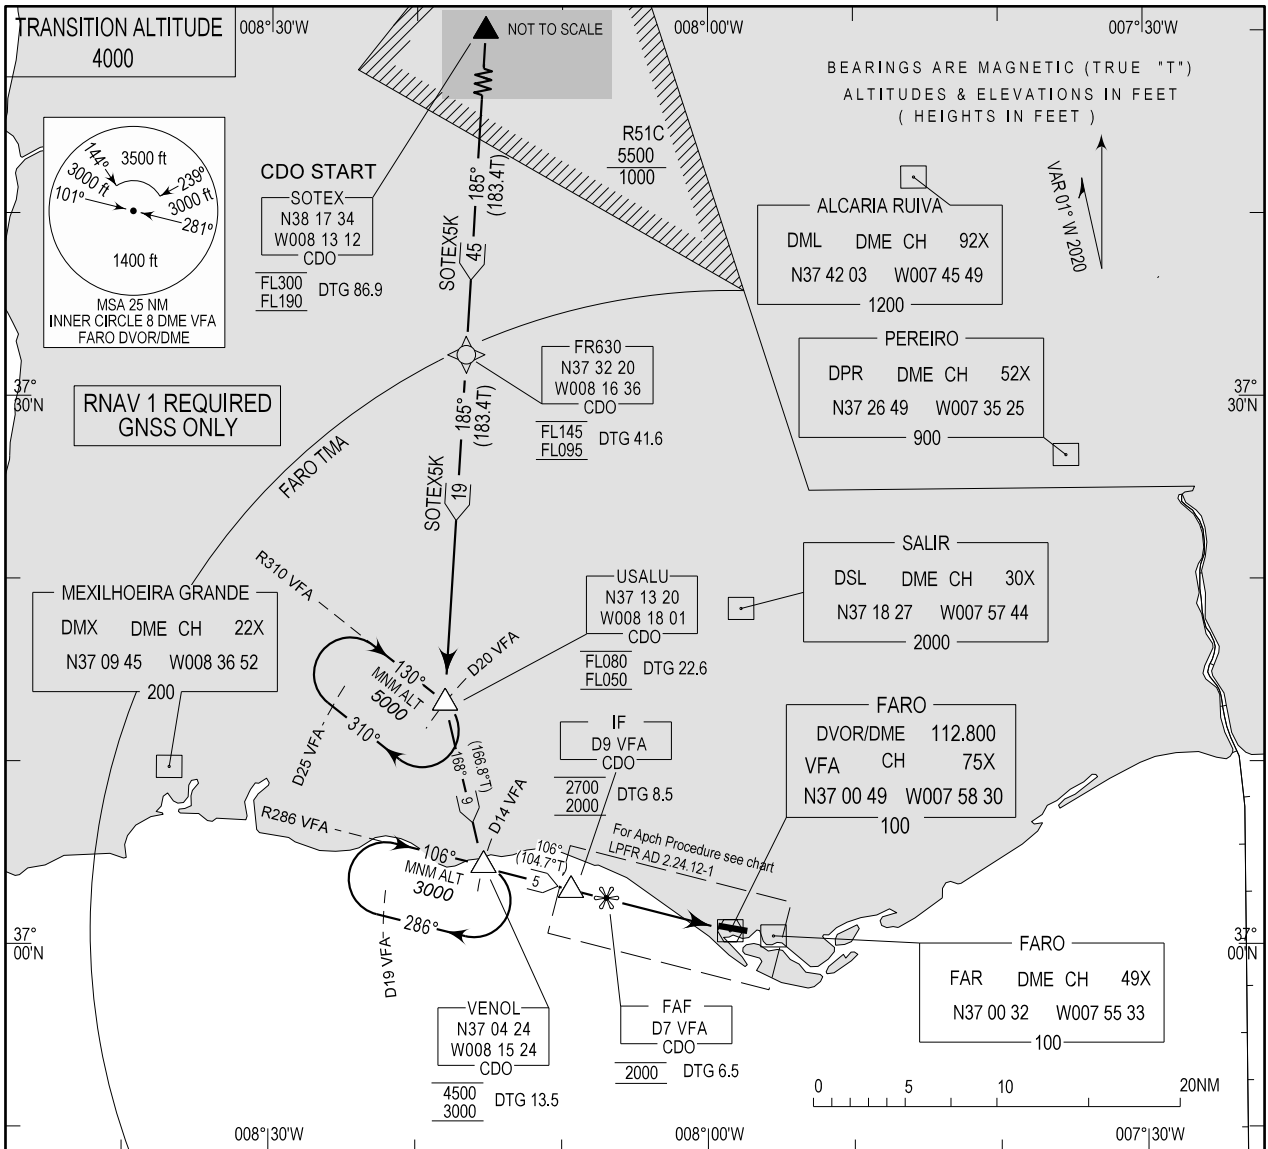 TRANSITION ALTITUDE
4000
008°30'W
NOT TO SCALE
008°00'W
007°30'W
BEARINGS ARE MAGNETIC (TRUE "T")
ALTITUDES & ELEVATIONS IN FEET
( HEIGHTS IN FEET )
VAR 01° W 2020
3500 ft
144°
3000 ft
101°
239°
3000 ft
281°
1400 ft
MSA 25 NM
INNER CIRCLE 8 DME VFA
FARO DVOR/DME
CDO START
SOTEX
N38 17 34
W008 13 12
CDO
FL300
FL190
DTG 86.9
185°
(183.4T)
SOTEX5K
45
R51C
5500
1000
ALCARIA RUIVA
DML DME CH 92X
N37 42 03 W007 45 49
1200
PEREIRO
DPR DME CH 52X
N37 26 49 W007 35 25
900
37°
30'N
37°
30'N
RNAV 1 REQUIRED
GNSS ONLY
FARO TMA
FR630
N37 32 20
W008 16 36
CDO
FL145
FL095
DTG 41.6
185°
(183.4T)
SOTEX5K
19
SALIR
DSL DME CH 30X
N37 18 27 W007 57 44
2000
MEXILHOEIRA GRANDE
DMX DME CH 22X
N37 09 45 W008 36 52
200
R310 VFA
130°
MNM ALT
5000
310°
D20 VFA
D25 VFA
USALU
N37 13 20
W008 18 01
CDO
FL080
FL050
DTG 22.6
168°
(166.8°T)
9
D14 VFA
IF
D9 VFA
CDO
2700
2000
DTG 8.5
FARO
DVOR/DME 112.800
VFA CH 75X
N37 00 49 W007 58 30
100
R286 VFA
106°
MNM ALT
3000
286°
D19 VFA
106°
(104.7°T)
5
For Apch Procedure see chart
LPFR AD 2.24.12-1
37°
00'N
37°
00'N
VENOL
N37 04 24
W008 15 24
CDO
4500
3000
DTG 13.5
FAF
D7 VFA
CDO
2000
DTG 6.5
FARO
FAR DME CH 49X
N37 00 32 W007 55 33
100
0 5 10 20NM
008°30'W
008°00'W
007°30'W